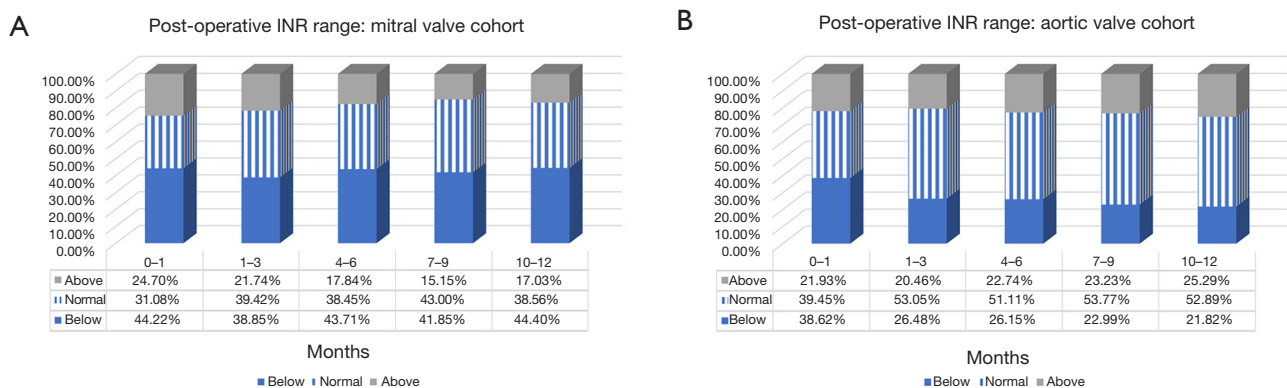 A
Post-operative INR range: mitral valve cohort
100.00%
90.00%
80.00%
70.00%
60.00%
50.00%
40.00%
30.00%
20.00%
10.00%
0.00%
0–1 1–3 4–6 7–9 10–12
Above 24.70% 21.74% 17.84% 15.15% 17.03%
Normal 31.08% 39.42% 38.45% 43.00% 38.56%
Below 44.22% 38.85% 43.71% 41.85% 44.40%
Months
Below Normal Above
B
Post-operative INR range: aortic valve cohort
100.00%
90.00%
80.00%
70.00%
60.00%
50.00%
40.00%
30.00%
20.00%
10.00%
0.00%
0–1 1–3 4–6 7–9 10–12
Above 21.93% 20.46% 22.74% 23.23% 25.29%
Normal 39.45% 53.05% 51.11% 53.77% 52.89%
Below 38.62% 26.48% 26.15% 22.99% 21.82%
Months
Below Normal Above